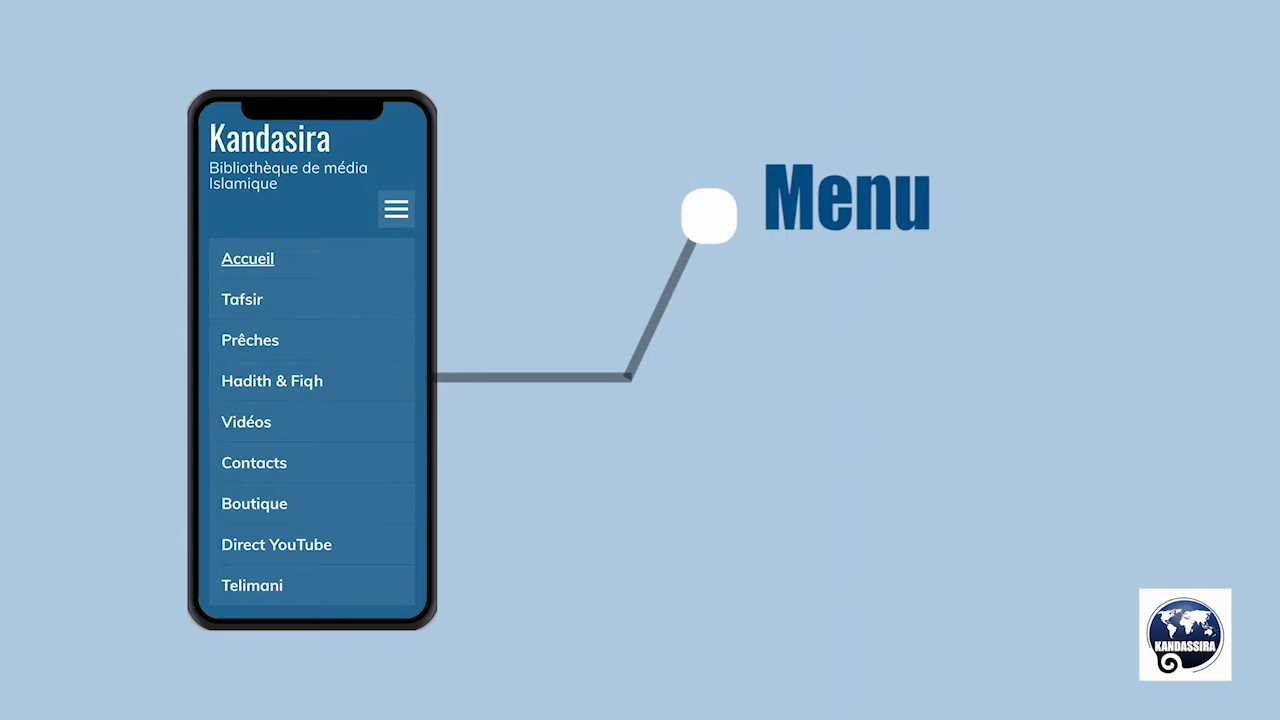 Kandasira
Bibliothèque de média
Islamique
Menu
Accueil
Tafsir
Prêches
Hadith & Fiqh
Vidéos
Contacts
Boutique
Direct YouTube
Telimani
KANDASSIRA